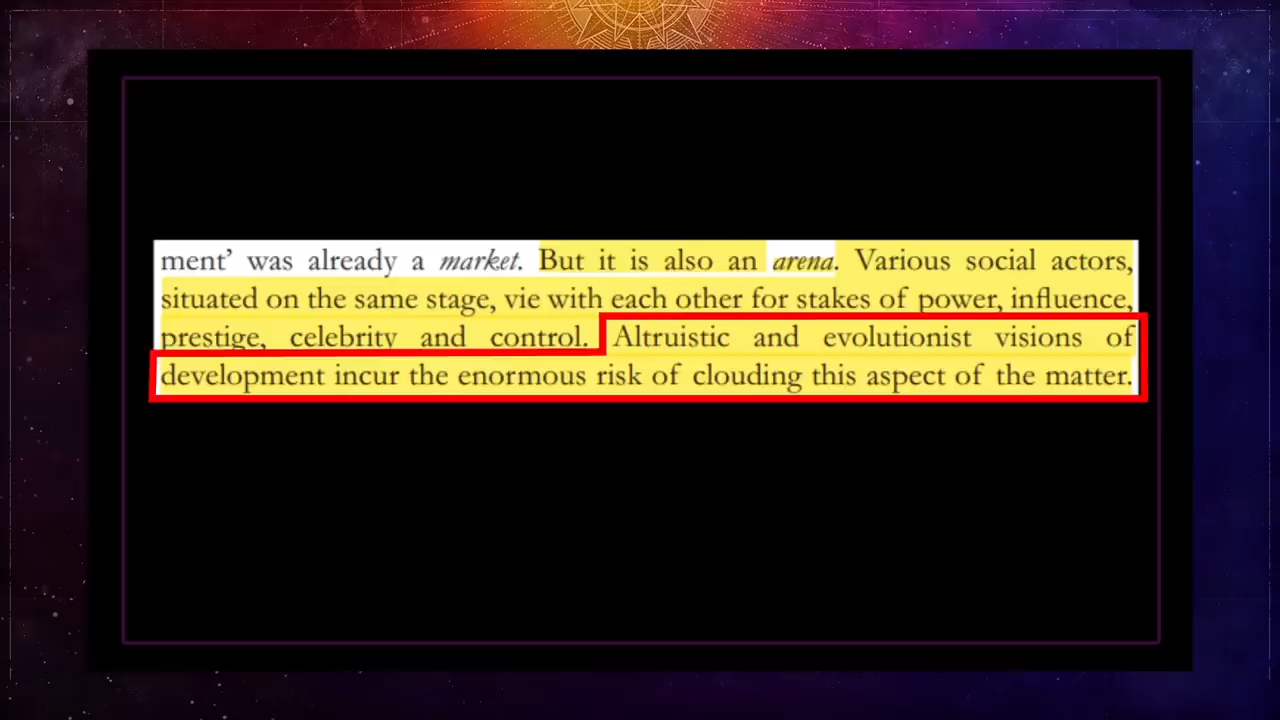 ment’ was already a market. But it is also an arena. Various social actors,
situated on the same stage, vie with each other for stakes of power, influence,
prestige, celebrity and control. Altruistic and evolutionist visions of
development incur the enormous risk of clouding this aspect of the matter.